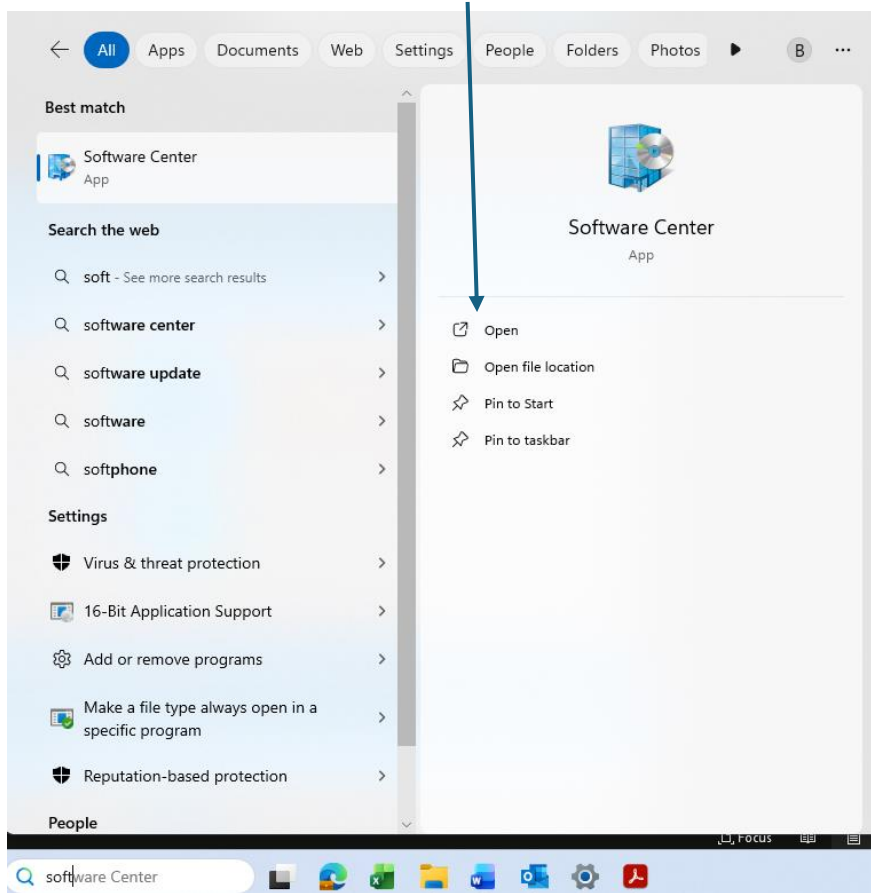 All Apps Documents Web Settings People Folders Photos B
Best match
Software Center
App
Search the web
soft - See more search results
software center
software update
software
softphone
Settings
Virus & threat protection
16-Bit Application Support
Add or remove programs
Make a file type always open in a
specific program
Reputation-based protection
People
Software Center
App
Open
Open file location
Pin to Start
Pin to taskbar
Focus
software Center